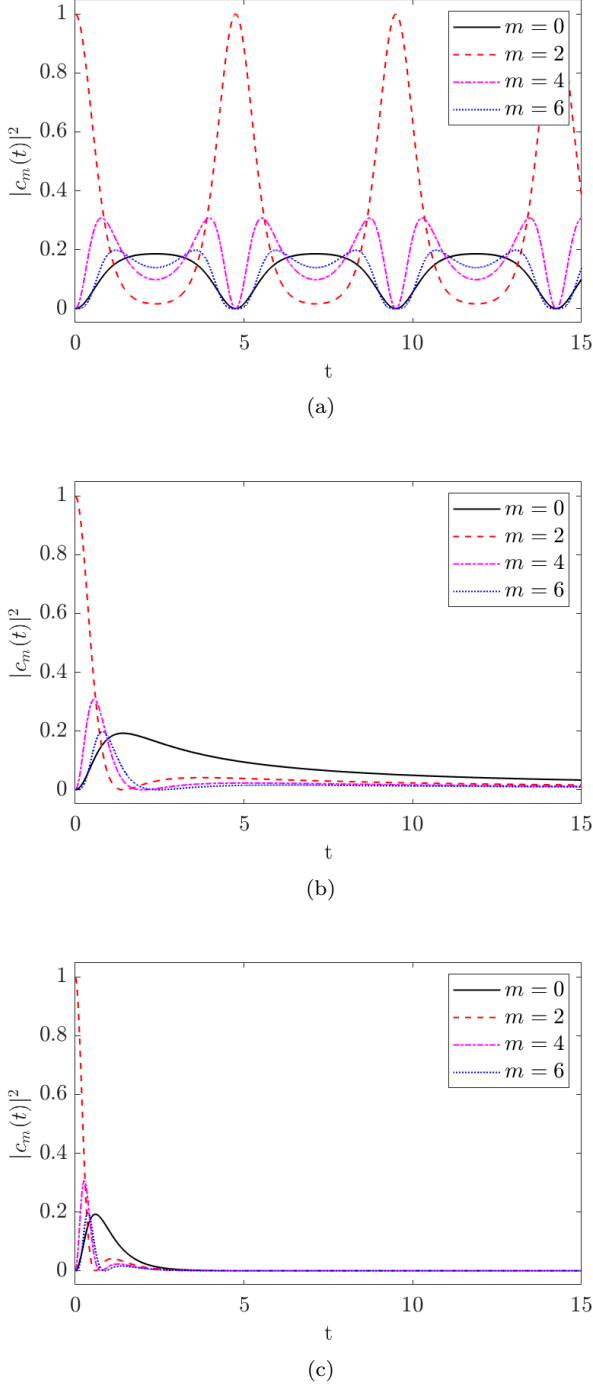 |c_m(t)|^2
1
0.8
0.6
0.4
0.2
0
m = 0
m = 2
m = 4
m = 6
0
5
10
15
t
(a)
|c_m(t)|^2
1
0.8
0.6
0.4
0.2
0
m = 0
m = 2
m = 4
m = 6
0
5
10
15
t
(b)
|c_m(t)|^2
1
0.8
0.6
0.4
0.2
0
m = 0
m = 2
m = 4
m = 6
0
5
10
15
t
(c)